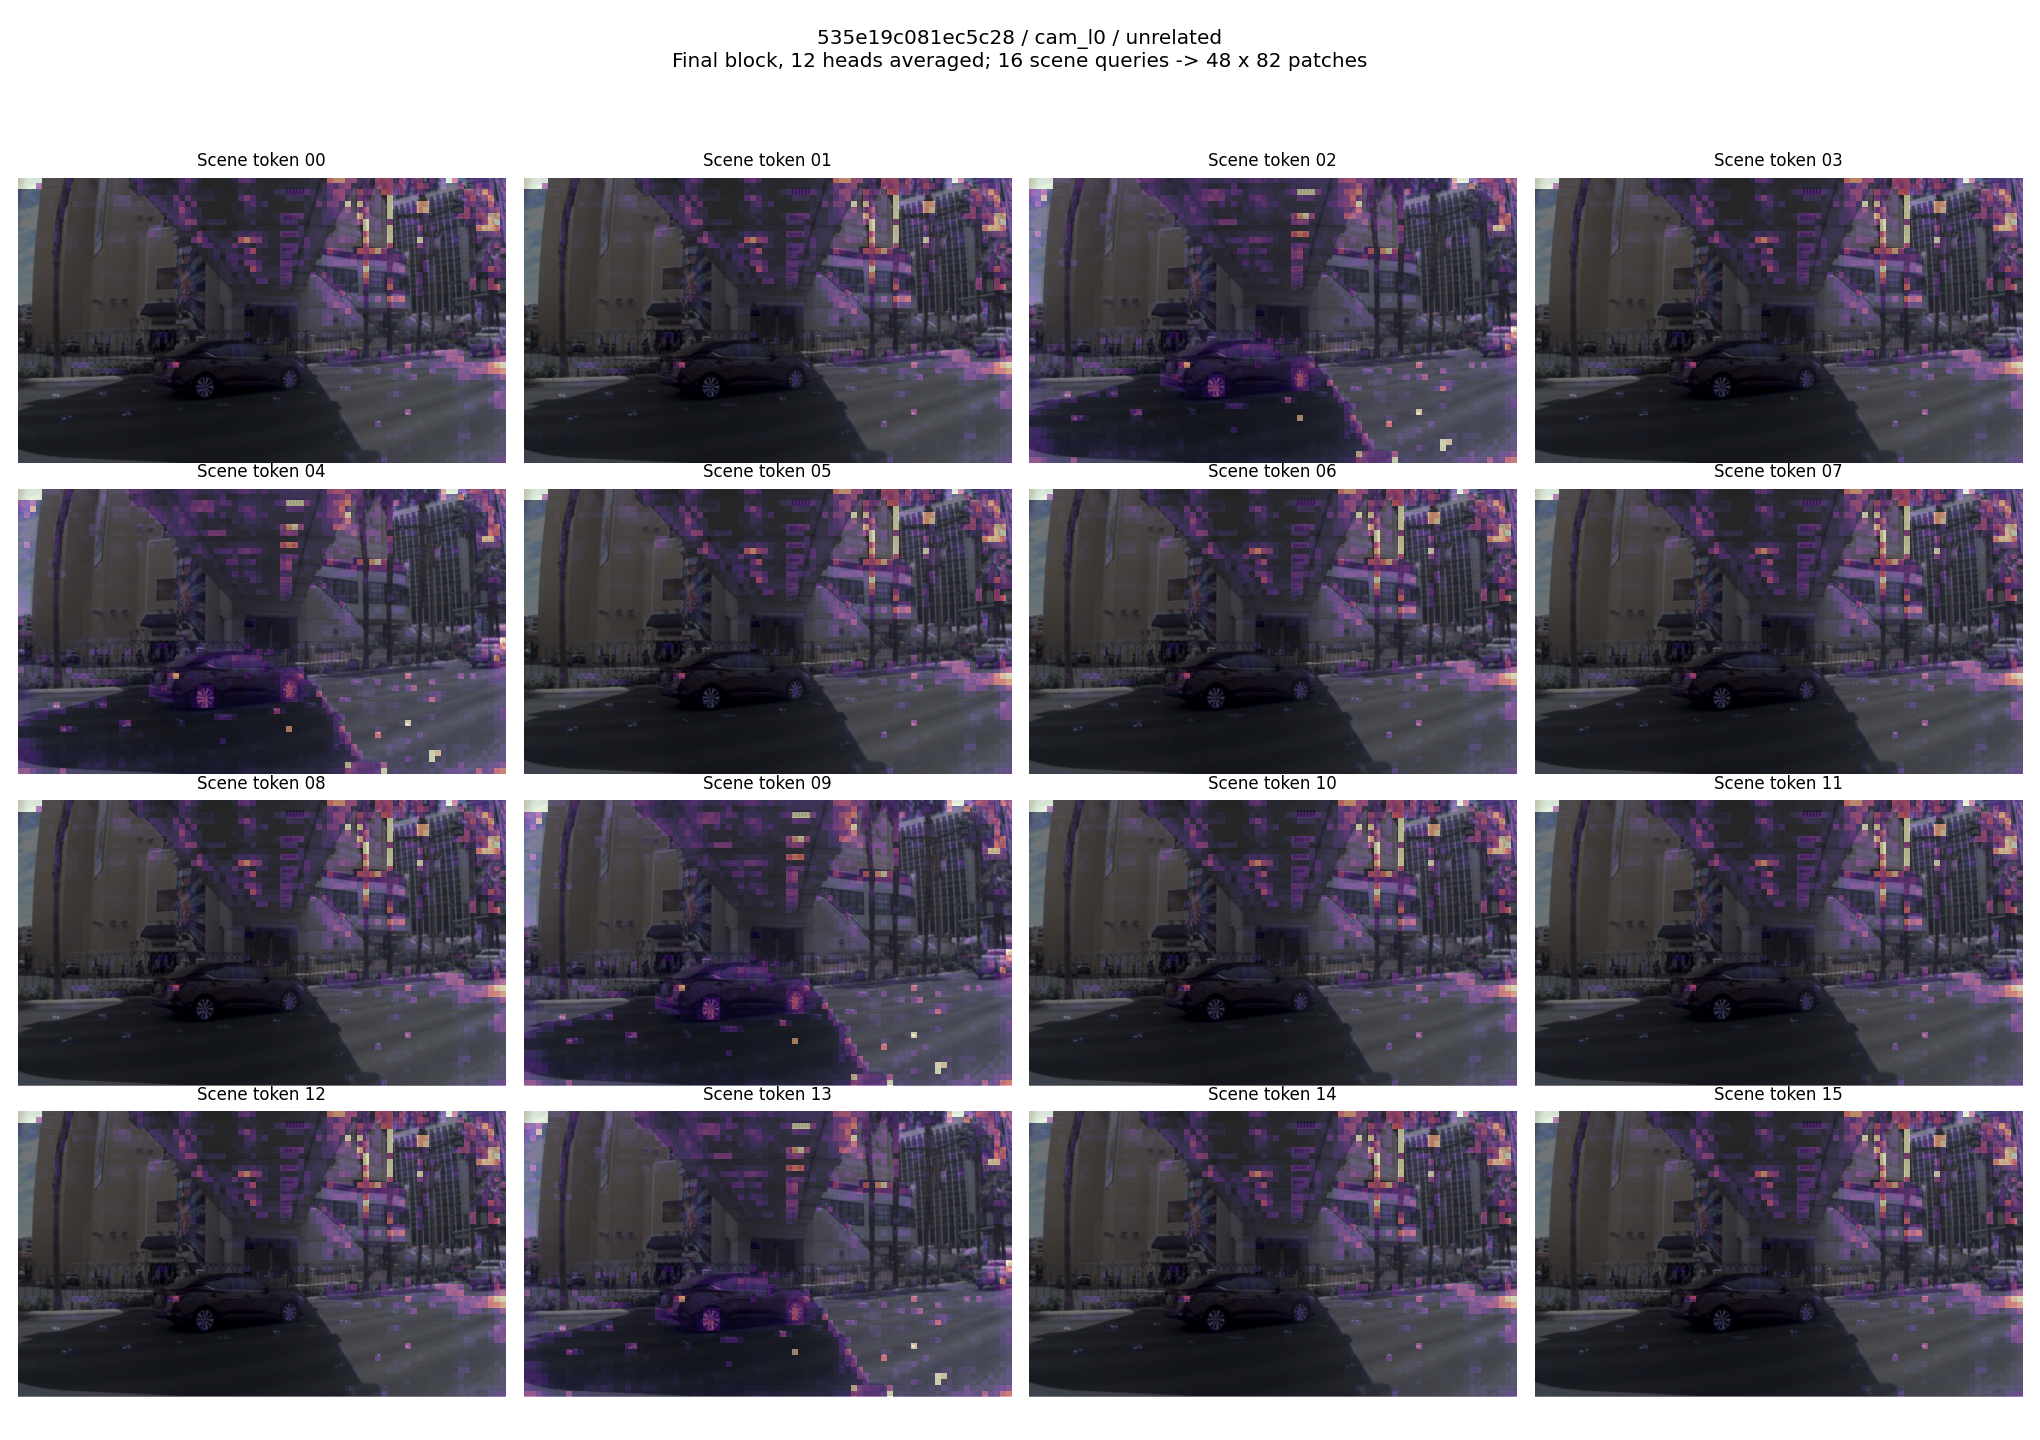 535e19c081ec5c28 / cam_l0 / unrelated
Final block, 12 heads averaged; 16 scene queries -> 48 x 82 patches
Scene token 00
Scene token 01
Scene token 02
Scene token 03
Scene token 04
Scene token 05
Scene token 06
Scene token 07
Scene token 08
Scene token 09
Scene token 10
Scene token 11
Scene token 12
Scene token 13
Scene token 14
Scene token 15